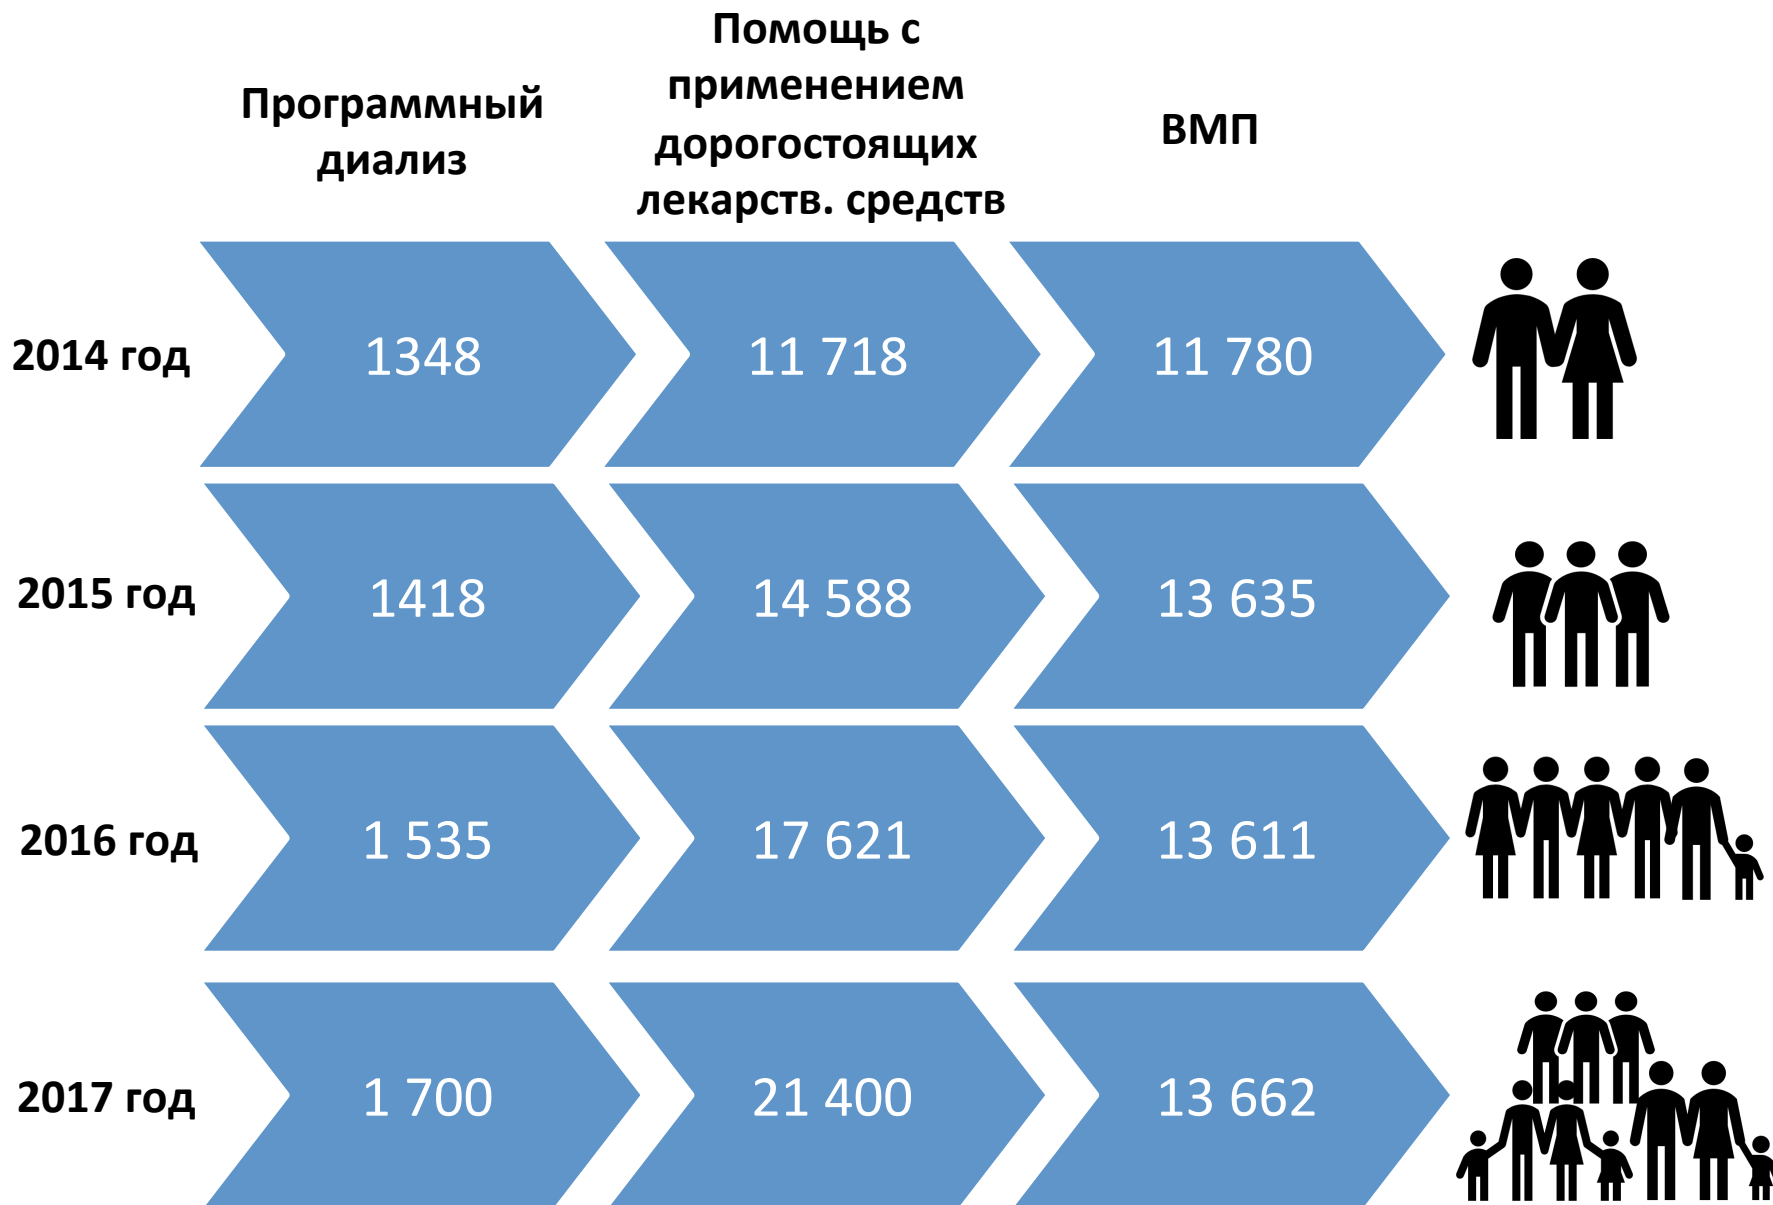 Программный
диализ
Помощь с
применением
дорогостоящих
лекарств. средств
ВМП
2014 год
1348
11 718
11 780
2015 год
1418
14 588
13 635
2016 год
1 535
17 621
13 611
2017 год
1 700
21 400
13 662